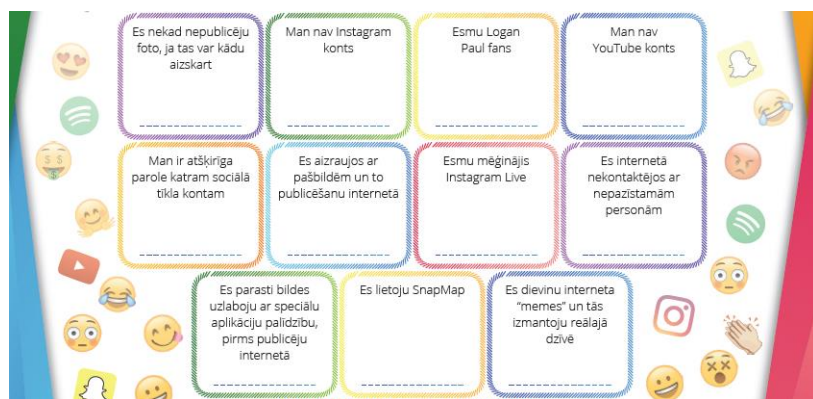 Es nekad nepublicēju
foto, ja tas var kādu
aizskart
Man nav Instagram
konts
Esmu Logan
Paul fans
Man nav
YouTube konts
Man ir atšķirīga
parole katram sociālā
tīkla kontam
Es aizraujos ar
pašbildēm un to
publicēšanu internetā
Esmu mēģinājis
Instagram Live
Es internetā
nekontaktējos ar
nepazīstamām
personām
Es parasti bildes
uzlaboju ar speciālu
aplikāciju palīdzību,
pirms publicēju
internetā
Es lietoju SnapMap
Es dievinu interneta
“memes” un tās
izmantoju reālajā
dzīvē